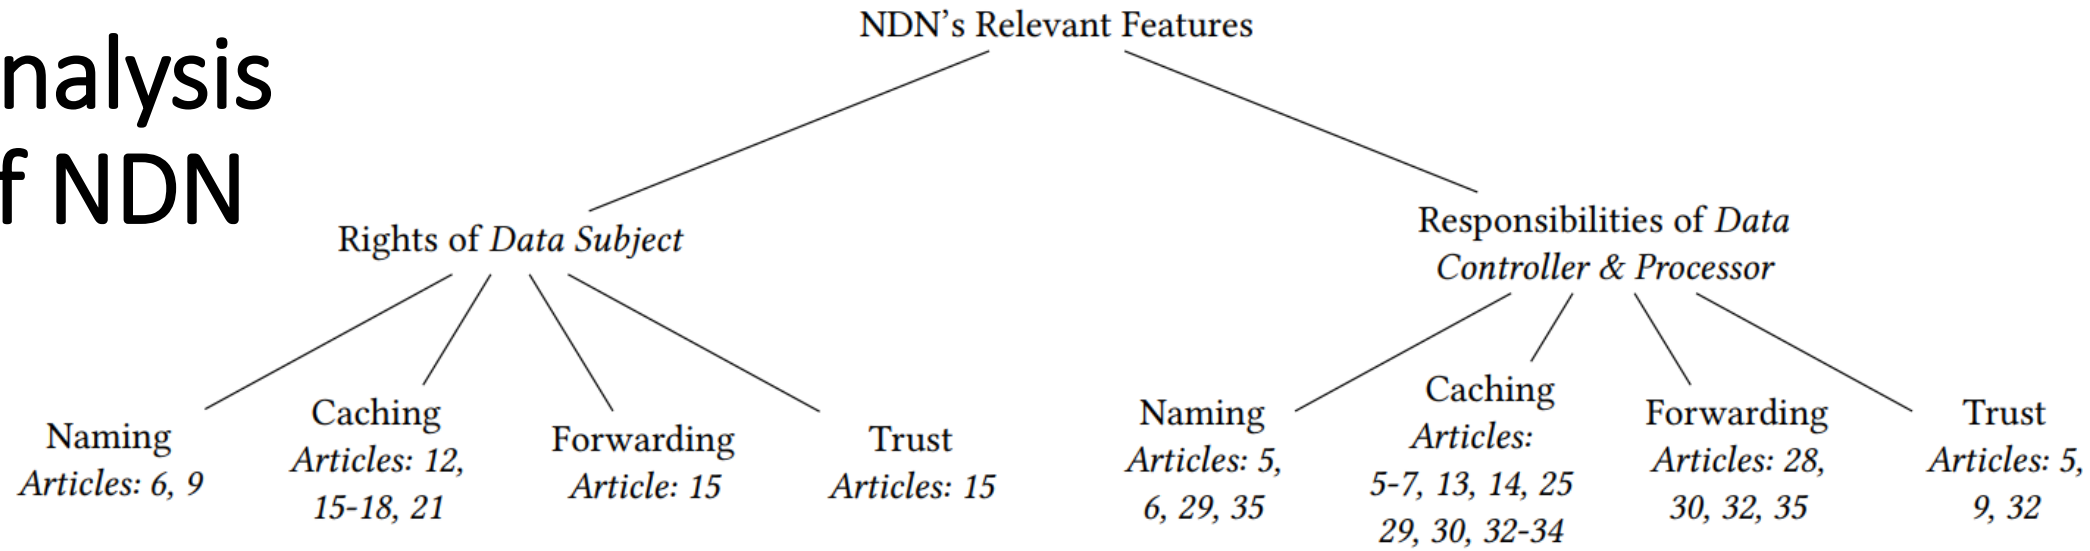 nalysis
f NDN
NDN's Relevant Features
Rights of Data Subject
Responsibilities of Data
Controller & Processor
Naming
Articles: 6, 9
Caching
Articles: 12,
15-18, 21
Forwarding
Article: 15
Trust
Articles: 15
Naming
Articles: 5,
6, 29, 35
Caching
Articles:
5-7, 13, 14, 25
29, 30, 32-34
Forwarding
Articles: 28,
30, 32, 35
Trust
Articles: 5,
9, 32